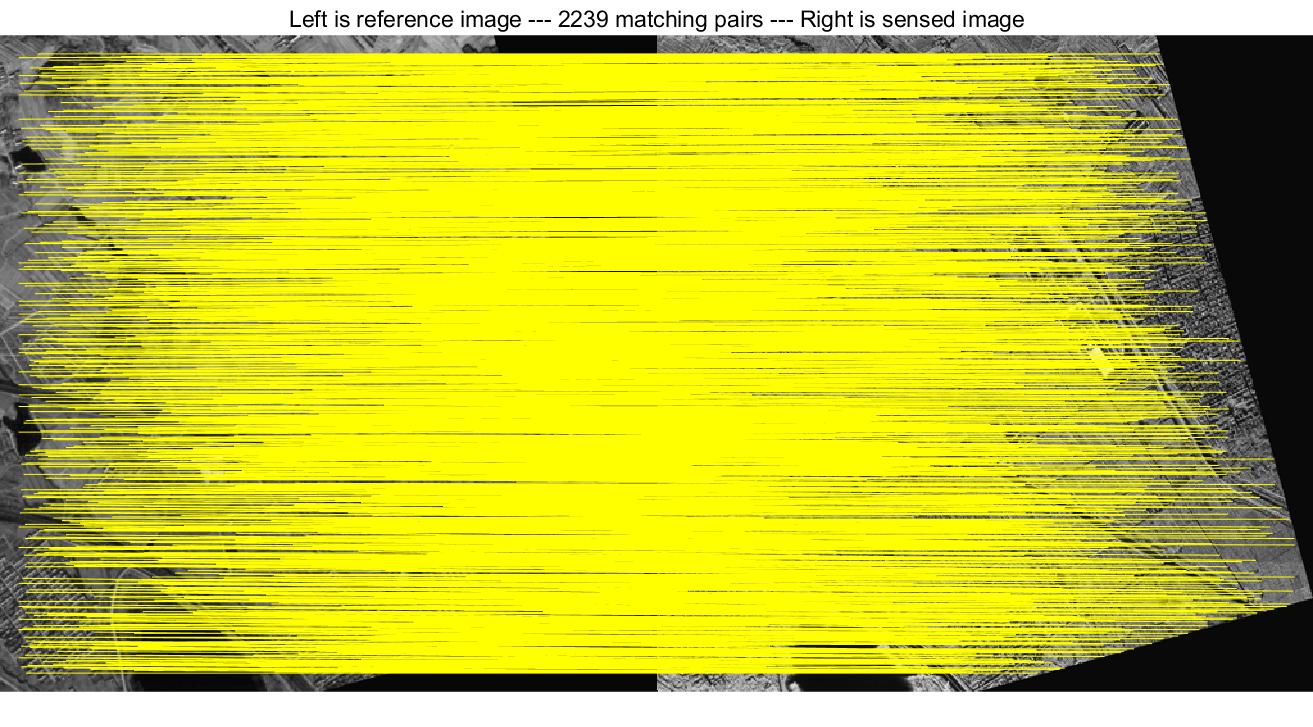 Left is reference image --- 2239 matching pairs --- Right is sensed image